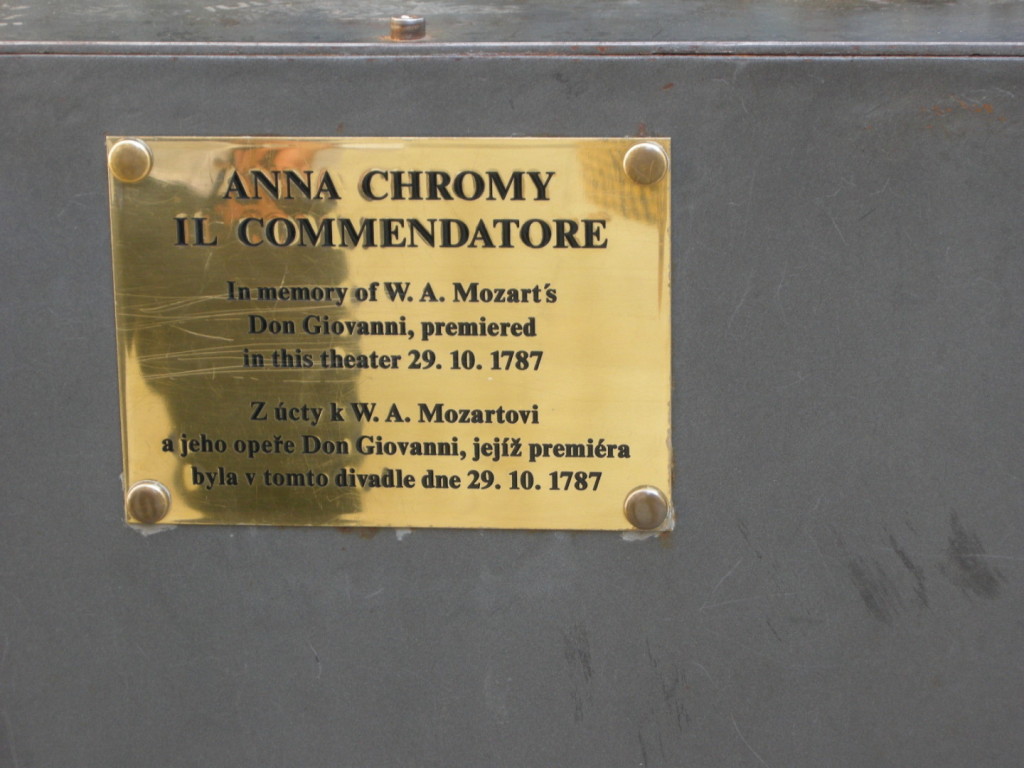 ANNA CHROMY
IL COMMENDATORE
In memory of W. A. Mozart´s
Don Giovanni, premiered
in this theater 29. 10. 1787
Z úcty k W. A. Mozartovi
a jeho opeře Don Giovanni, jejíž premiéra
byla v tomto divadle dne 29. 10. 1787